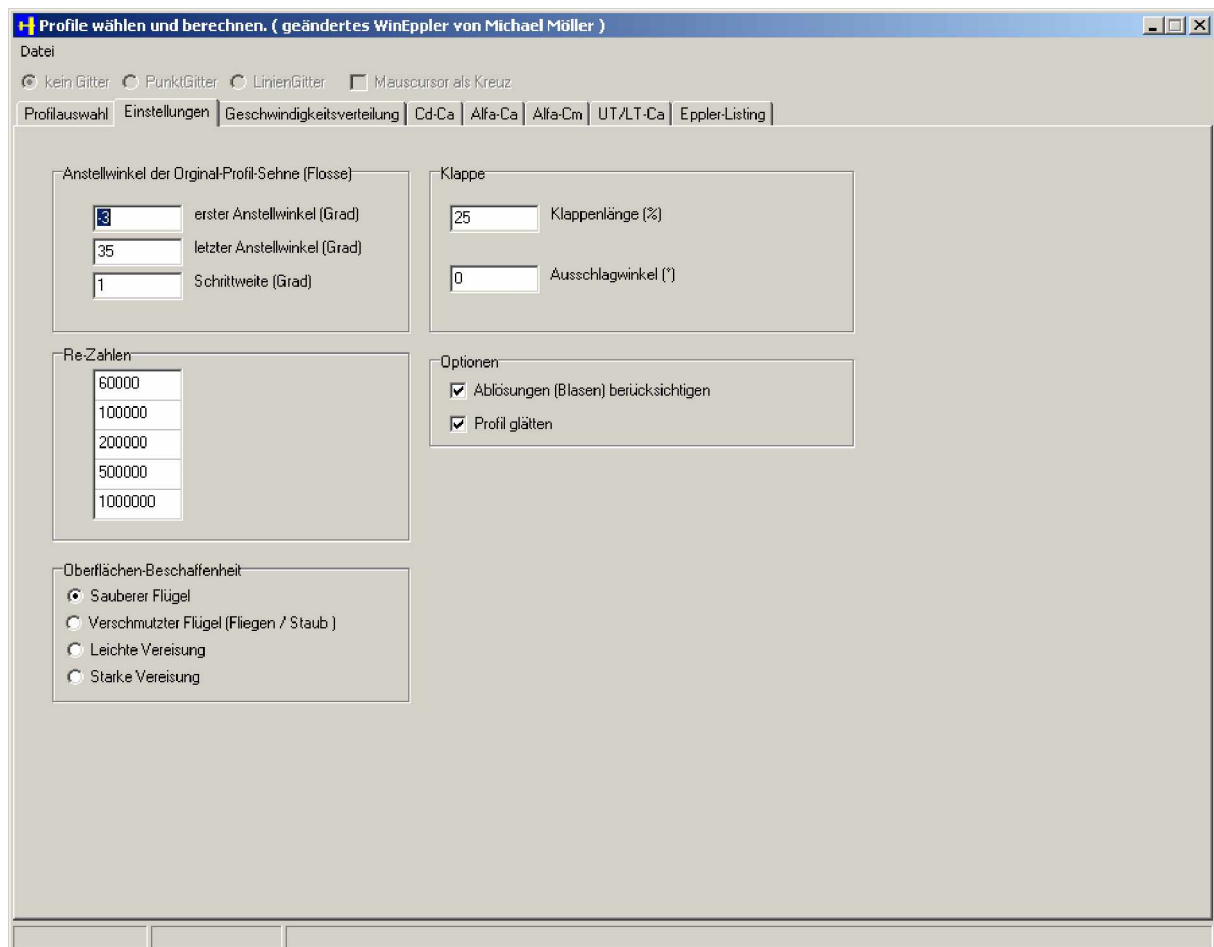 Profile wählen und berechnen. ( geändertes WinEppler von Michael Möller )
Datei
kein Gitter PunktGitter LinienGitter Mauscursor als Kreuz
Profilauswahl Einstellungen Geschwindigkeitsverteilung Cd-Ca Alfa-Ca Alfa-Cm UT/LT-Ca Eppler-Listing
Anstellwinkel der Orginal-Profil-Sehne (Flosse)
-3 erster Anstellwinkel (Grad)
35 letzter Anstellwinkel (Grad)
1 Schrittweite (Grad)
Klappe
25 Klappenlänge (%)
0 Ausschlagwinkel (°)
Re-Zahlen
60000
100000
200000
500000
1000000
Optionen
Ablösungen (Blasen) berücksichtigen
Profil glätten
Oberflächen-Beschaffenheit
Sauberer Flügel
Verschmutzter Flügel (Fliegen / Staub )
Leichte Vereisung
Starke Vereisung